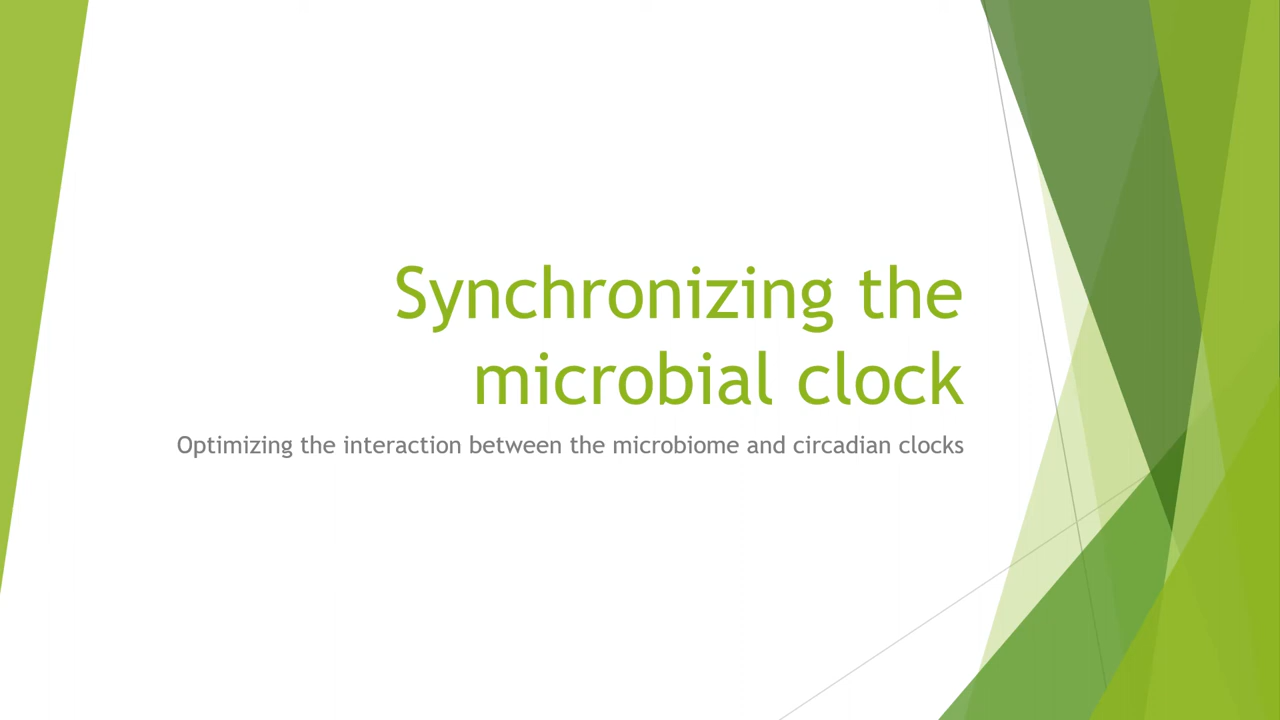 Synchronizing the
microbial clock
Optimizing the interaction between the microbiome and circadian clocks